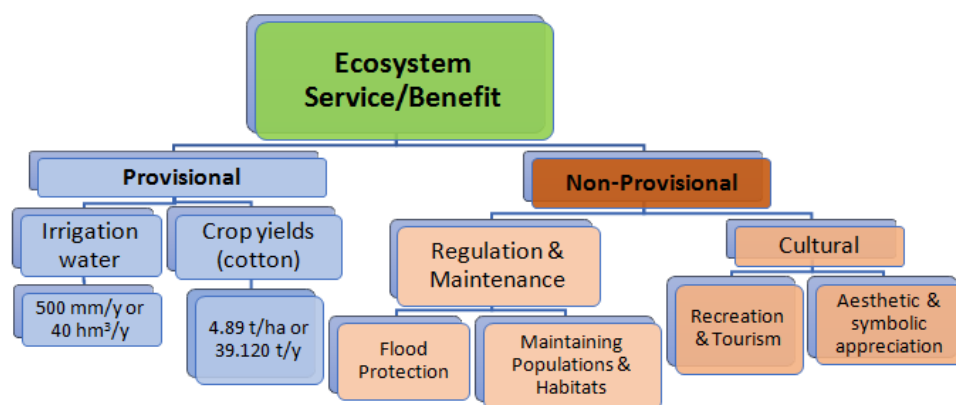 Ecosystem
Service/Benefit
Provisional
Non-Provisional
Irrigation
water
Crop yields
(cotton)
Regulation &
Maintenance
Cultural
500 mm/y or
40 hm³/y
4.89 t/ha or
39.120 t/y
Flood
Protection
Maintaining
Populations &
Habitats
Recreation
& Tourism
Aesthetic &
symbolic
appreciation